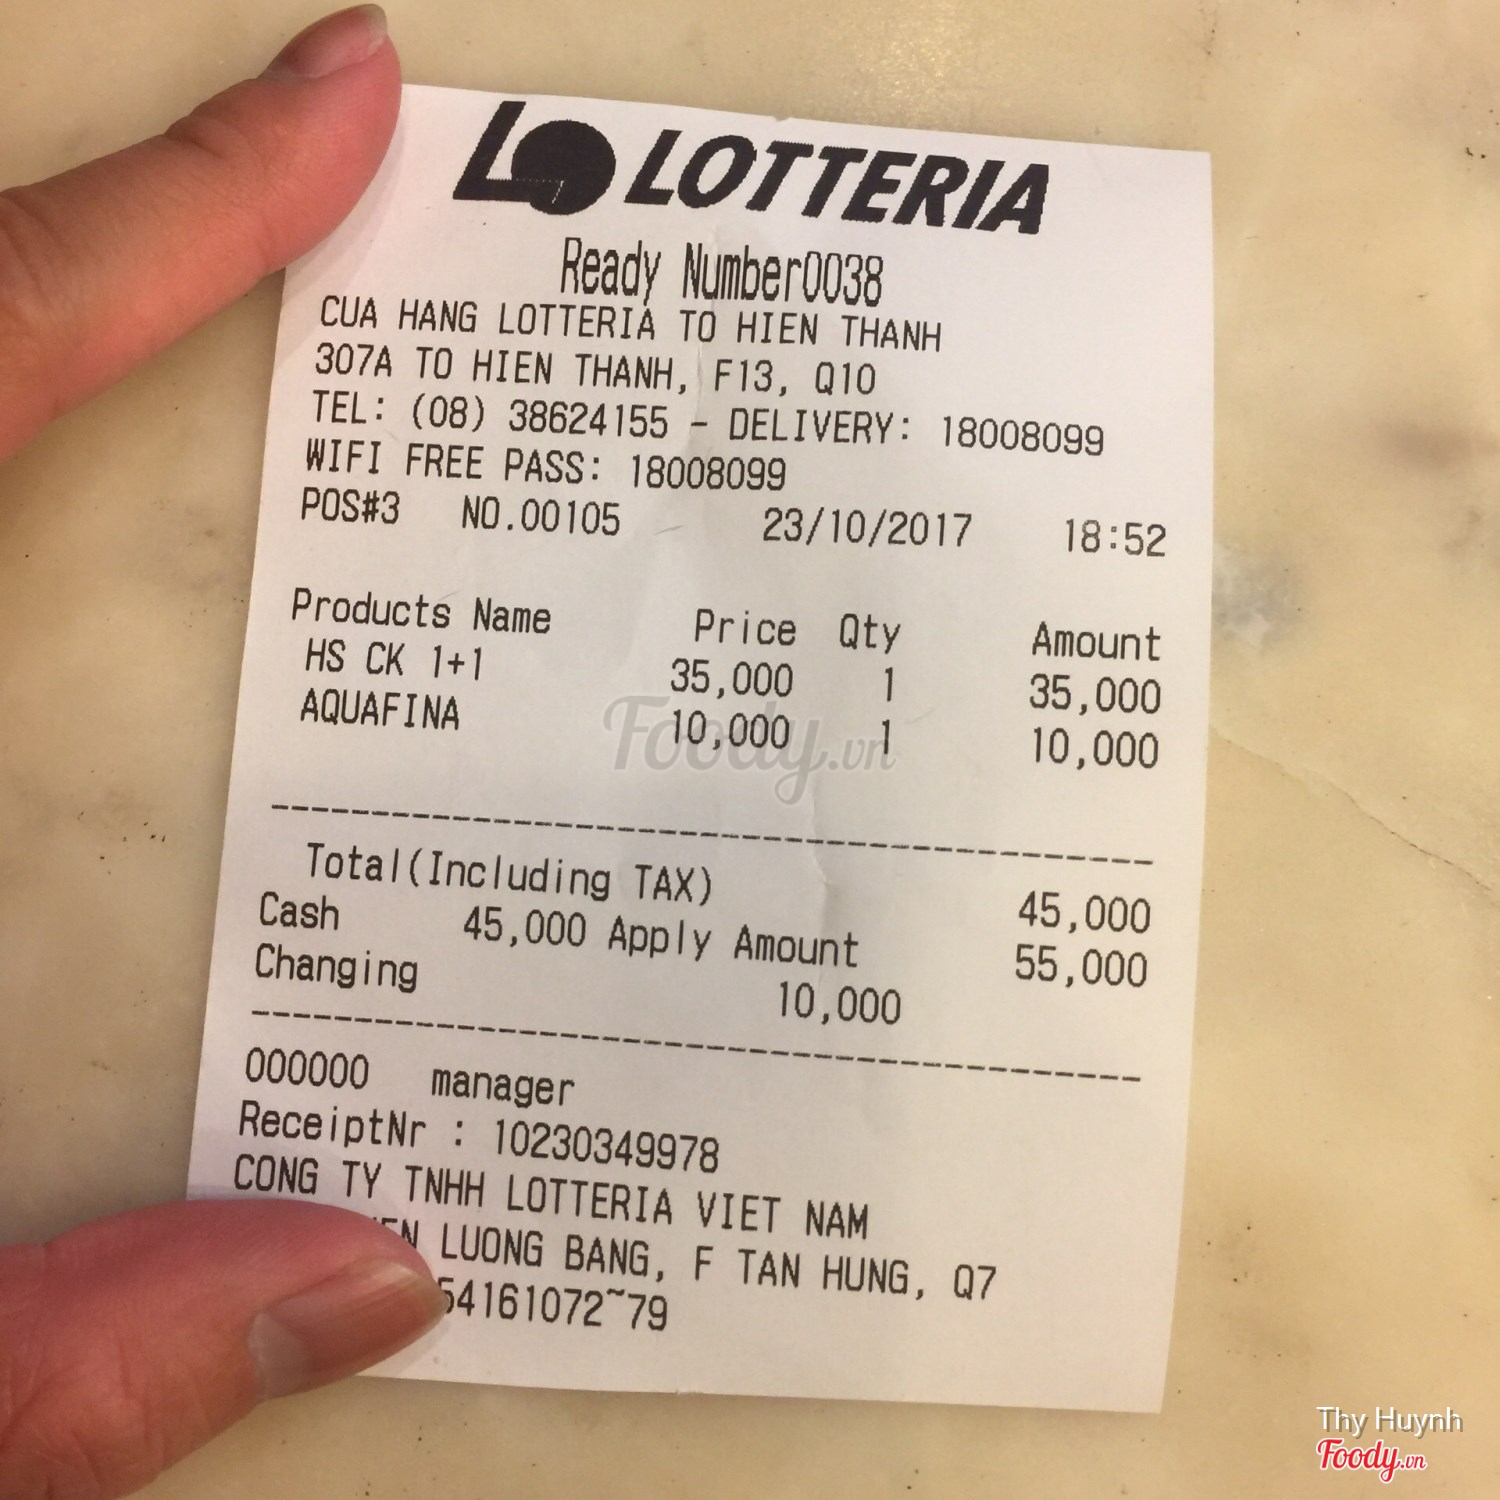 LOTTERIA
Ready Number0038
CUA HANG LOTTERIA TO HIEN THANH
307A TO HIEN THANH, F13, Q10
TEL: (08) 38624155 - DELIVERY: 18008099
WIFI FREE PASS: 18008099
POS#3 NO.00105 23/10/2017 18:52
Products Name Price Qty Amount
HS CK 1+1 35,000 1 35,000
AQUAFINA 10,000 1 10,000
Foody.vn
Total(Including TAX) 45,000
Cash 45,000 Apply Amount 55,000
Changing 10,000
000000 manager
ReceiptNr : 10230349978
CONG TY TNHH LOTTERIA VIET NAM
LUONG BANG, F TAN HUNG, Q7
54161072~79
Thy Huynh
Foody.vn